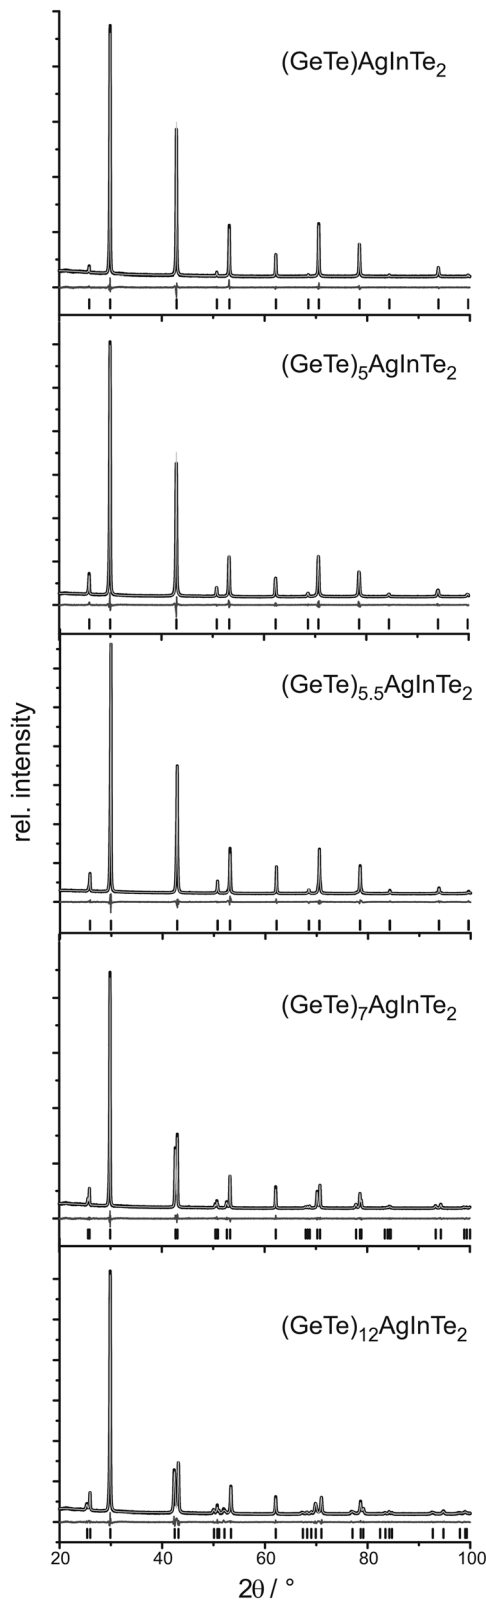 (GeTe)AgInTe2
(GeTe)5AgInTe2
(GeTe)5.5AgInTe2
rel. intensity
(GeTe)7AgInTe2
(GeTe)12AgInTe2
20 40 60 80 100
2θ / °